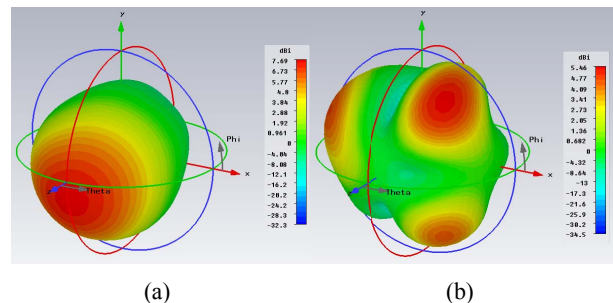 y
dBi
7.69
6.73
5.77
4.8
3.84
2.88
1.92
0.961
0
-4.04
-8.08
-12.1
-16.2
-20.2
-24.2
-28.3
-32.3
Phi
x
z
Theta
(a)
y
dBi
5.46
4.78
4.09
3.41
2.73
2.05
1.36
0.682
0
-4.32
-8.64
-13
-17.3
-21.6
-25.9
-30.2
-34.5
Phi
x
z
Theta
(b)